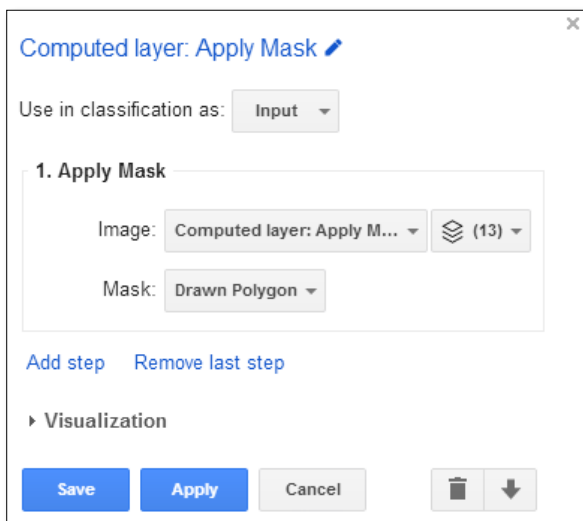 Computed layer: Apply Mask
Use in classification as: Input
1. Apply Mask
Image: Computed layer: Apply M... (13)
Mask: Drawn Polygon
Add step Remove last step
Visualization
Save Apply Cancel